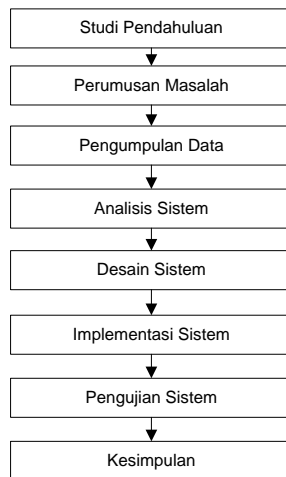 Studi Pendahuluan
Perumusan Masalah
Pengumpulan Data
Analisis Sistem
Desain Sistem
Implementasi Sistem
Pengujian Sistem
Kesimpulan